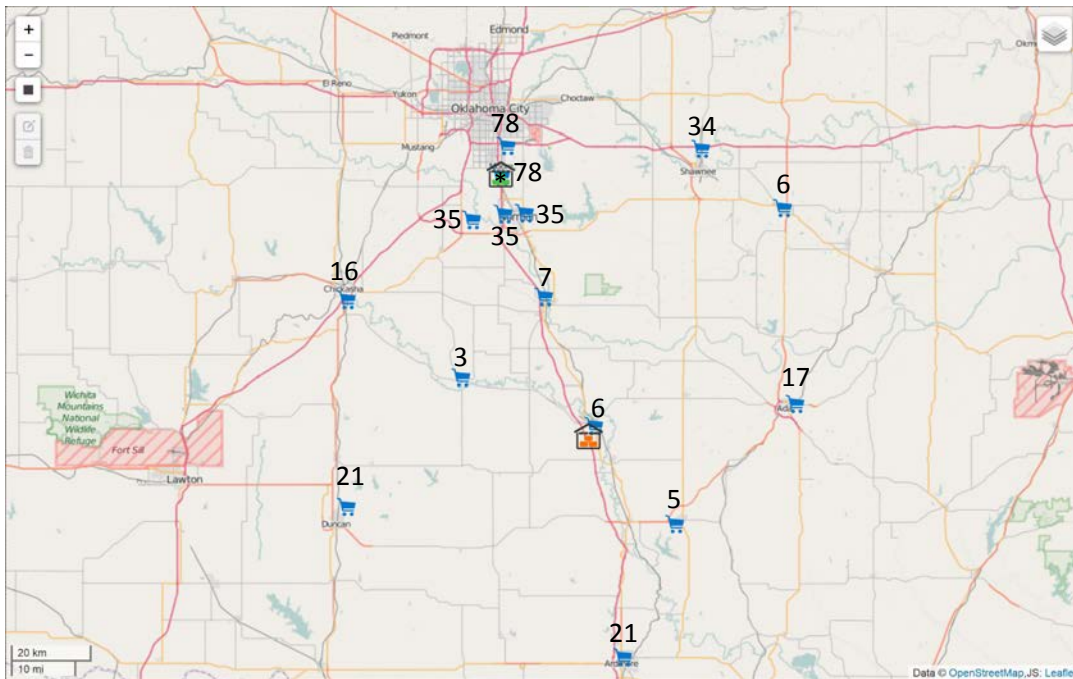 +
−
Edmond
Piedmont
Okm
El Reno
Yukon
Oklahoma City
Choctaw
78
34
Mustang
Shawnee
*
78
6
35
35
35
16
7
Chickasha
3
17
Wichita
Mountains
National
Wildlife
Refuge
6
Ada
Fort Sill
Lawton
21
5
Duncan
21
Ardmore
20 km
10 mi
Data © OpenStreetMap,JS: Leafle